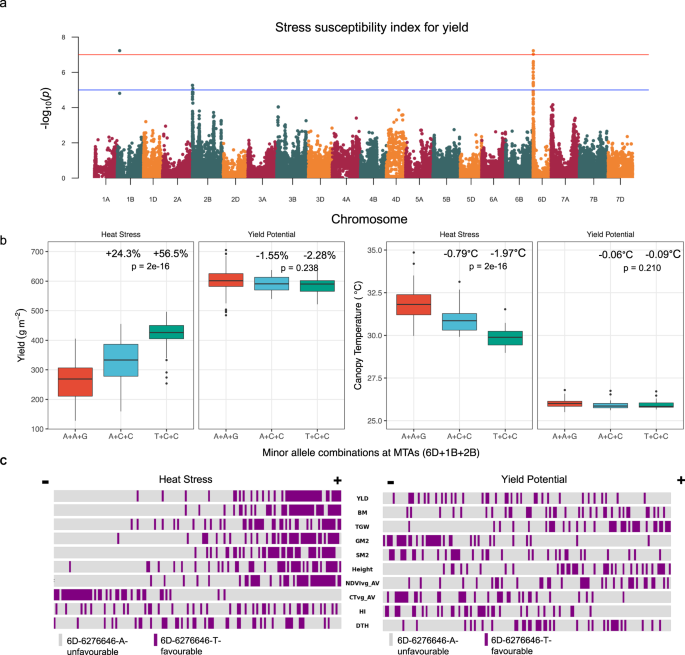 a
Stress susceptibility index for yield
8
6
4
2
0
-log10(p)
1A 1B 1D 2A 2B 2D 3A 3B 3D 4A 4B 4D 5A 5B 5D 6A 6B 6D 7A 7B 7D
Chromosome
b
Heat Stress Yield Potential Heat Stress Yield Potential
+24.3% +56.5% -1.55% -2.28% -0.79°C -1.97°C -0.06°C -0.09°C
p = 2e-16 p = 0.238 p = 2e-16 p = 0.210
700
600
500
400
300
200
100
Yield (g m-2)
35.0
32.5
30.0
27.5
25.0
Canopy Temperature ( °C)
A+A+G A+C+C T+C+C A+A+G A+C+C T+C+C A+A+G A+C+C T+C+C A+A+G A+C+C T+C+C
Minor allele combinations at MTAs (6D+1B+2B)
c
- Heat Stress + - Yield Potential +
YLD
BM
TGW
GM2
SM2
Height
NDVIvg_AV
CTvg_AV
HI
DTH
6D-6276646-A-
unfavourable
6D-6276646-T-
favourable
6D-6276646-A-
unfavourable
6D-6276646-T-
favourable